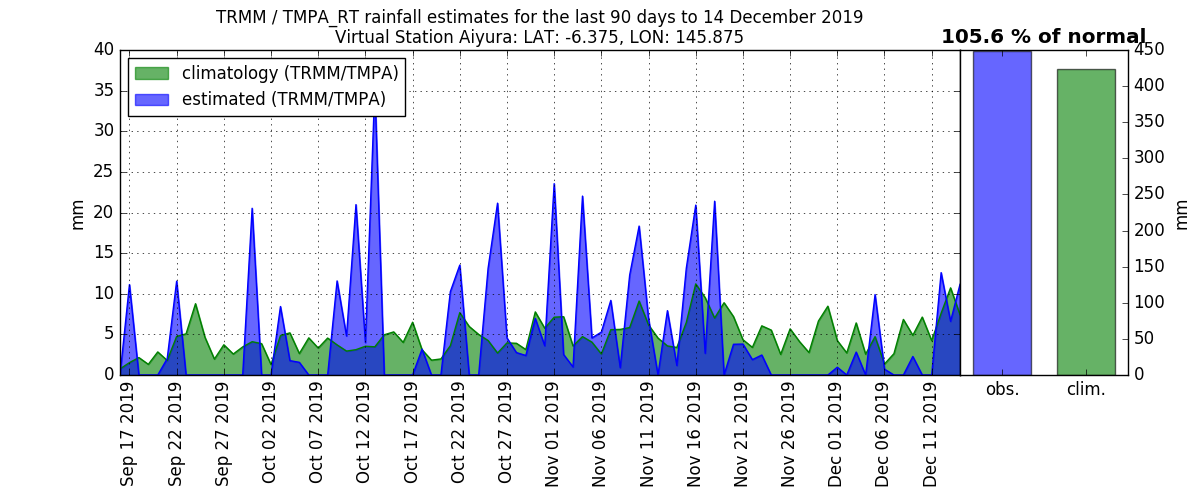 TRMM / TMPA_RT rainfall estimates for the last 90 days to 14 December 2019
Virtual Station Aiyura: LAT: -6.375, LON: 145.875
105.6 % of normal
climatology (TRMM/TMPA)
estimated (TRMM/TMPA)
40
35
30
25
20
15
10
5
0
mm
450
400
350
300
250
200
150
100
50
0
mm
Sep 17 2019
Sep 22 2019
Sep 27 2019
Oct 02 2019
Oct 07 2019
Oct 12 2019
Oct 17 2019
Oct 22 2019
Oct 27 2019
Nov 01 2019
Nov 06 2019
Nov 11 2019
Nov 16 2019
Nov 21 2019
Nov 26 2019
Dec 01 2019
Dec 06 2019
Dec 11 2019
obs.
clim.